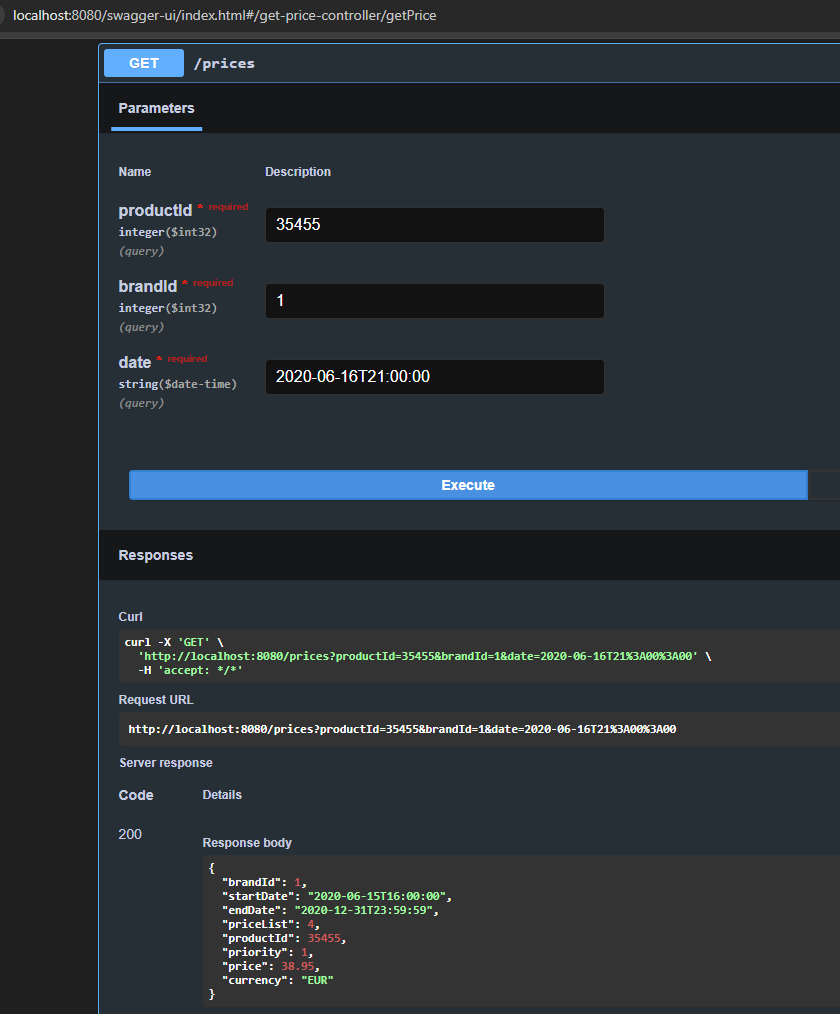 localhost:8080/swagger-ui/index.html#/get-price-controller/getPrice
GET /prices
Parameters
Name Description
productId * required
integer($int32)
(query)
35455
brandId * required
integer($int32)
(query)
1
date * required
string($date-time)
(query)
2020-06-16T21:00:00
Execute
Responses
Curl
curl -X 'GET' \
'http://localhost:8080/prices?productId=35455&brandId=1&date=2020-06-16T21%3A00%3A00' \
-H 'accept: */*'
Request URL
http://localhost:8080/prices?productId=35455&brandId=1&date=2020-06-16T21%3A00%3A00
Server response
Code Details
200
Response body
{
"brandId": 1,
"startDate": "2020-06-15T16:00:00",
"endDate": "2020-12-31T23:59:59",
"priceList": 4,
"productId": 35455,
"priority": 1,
"price": 38.95,
"currency": "EUR"
}